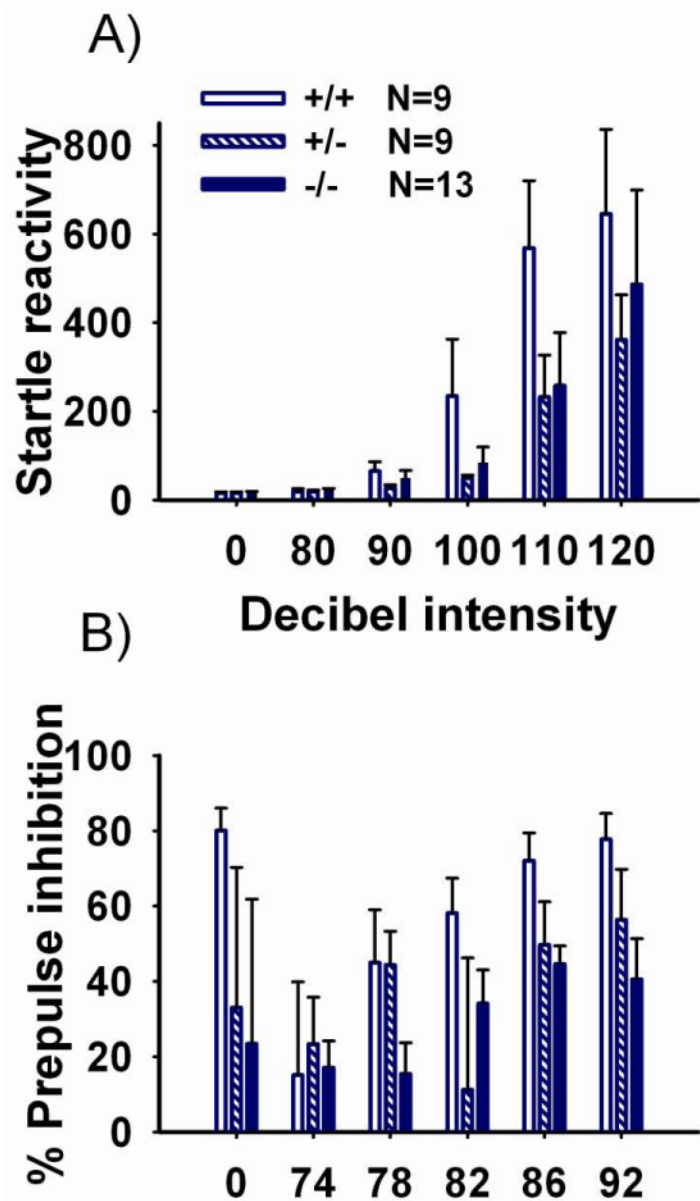 A)
+/+ N=9
+/- N=9
-/- N=13
Startle reactivity
800
600
400
200
0
0 80 90 100 110 120
Decibel intensity
B)
% Prepulse inhibition
100
80
60
40
20
0
0 74 78 82 86 92